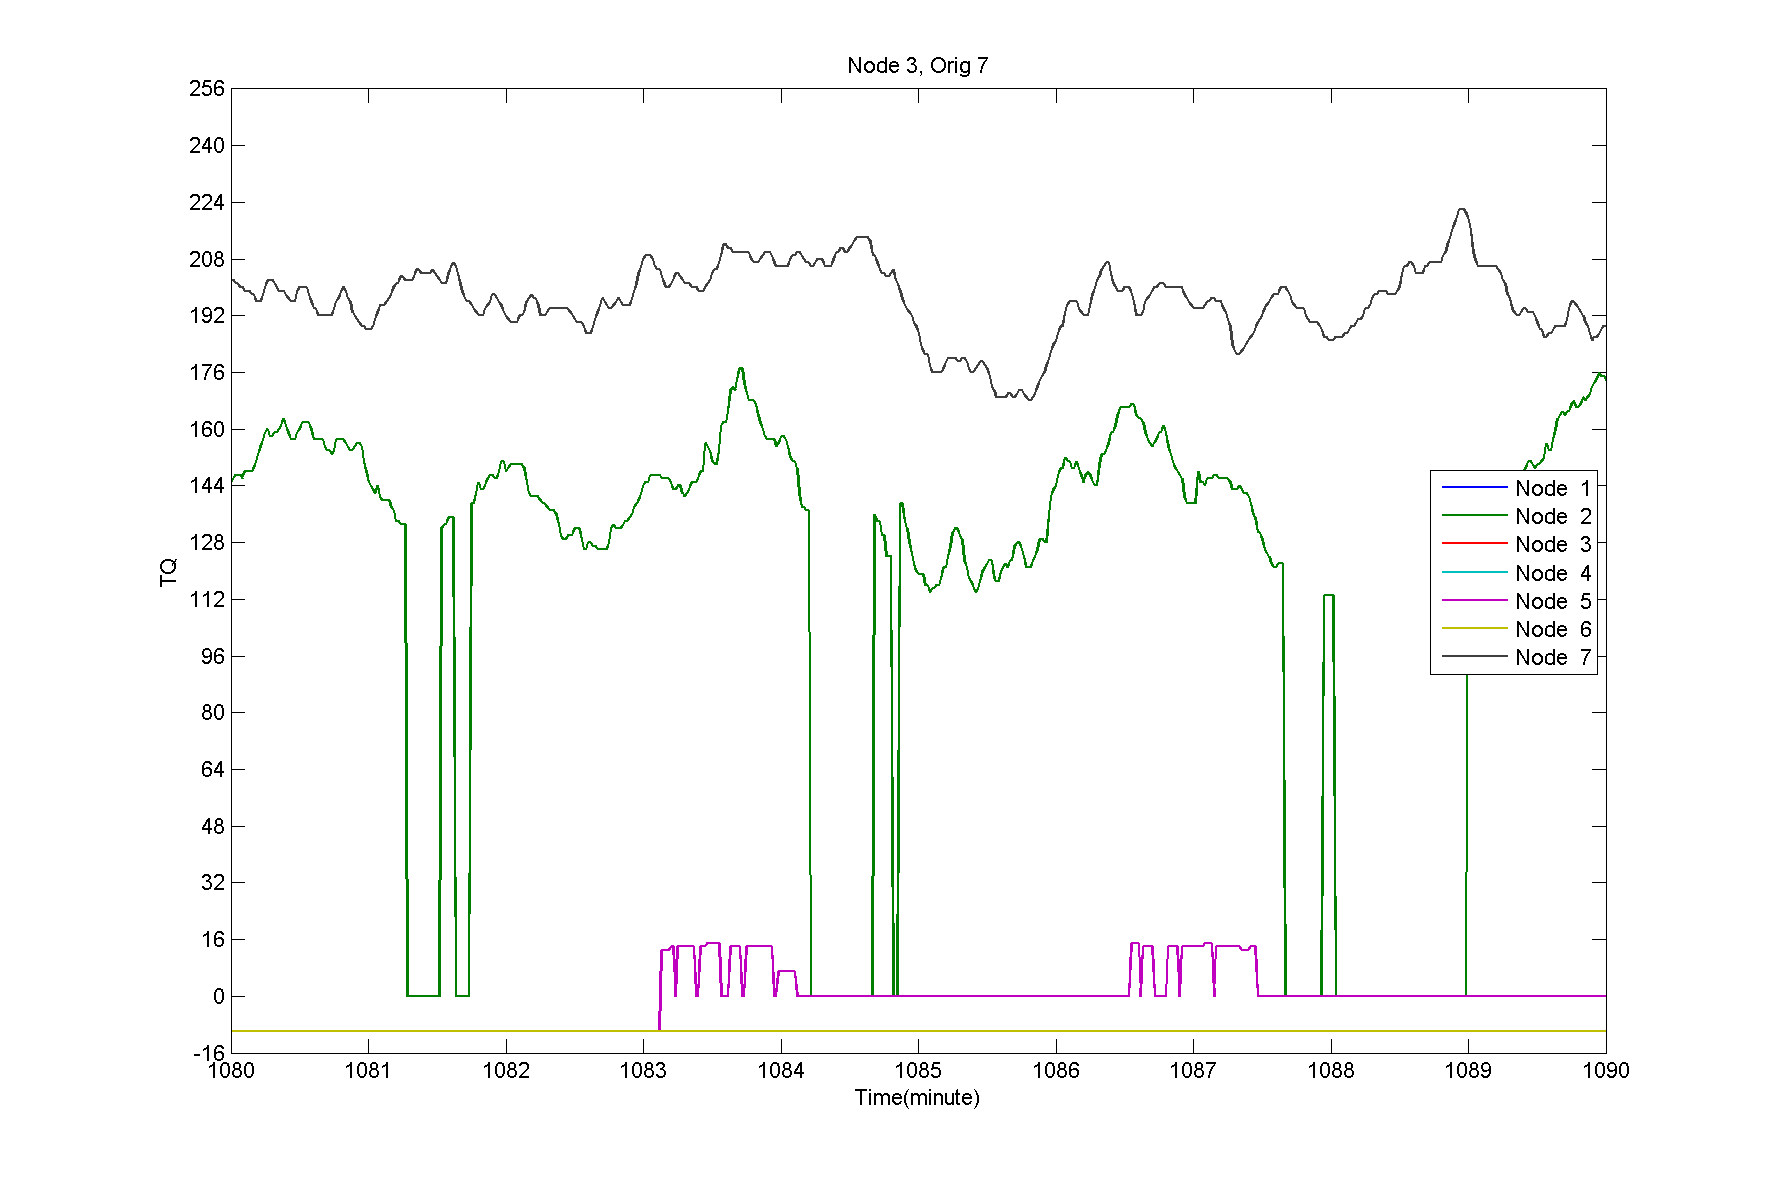 Node 3, Orig 7
256
240
224
208
192
176
160
144
128
112
96
80
64
48
32
16
0
-16
TQ
Node 1
Node 2
Node 3
Node 4
Node 5
Node 6
Node 7
1080 1081 1082 1083 1084 1085 1086 1087 1088 1089 1090
Time(minute)